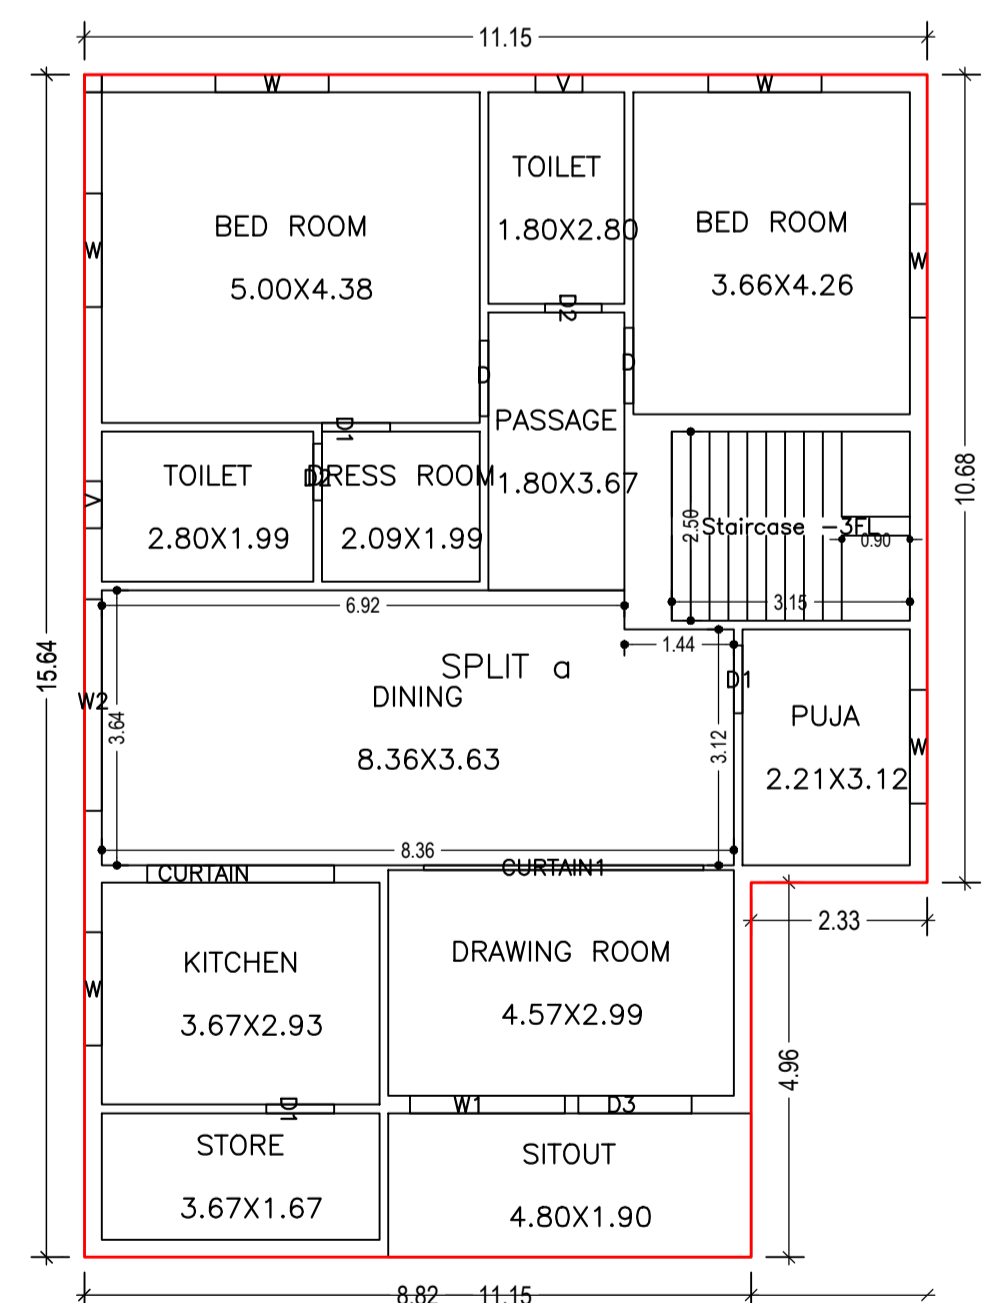 11.15
W
V
W
TOILET
1.80X2.80
BED ROOM
5.00X4.38
BED ROOM
3.66X4.26
W
W
D2
D
D
D1
PASSAGE
1.80X3.67
TOILET
2.80X1.99
D2
DRESS ROOM
2.09X1.99
V
10.68
2.50
Staircase -3FL
0.90
3.15
6.92
1.44
15.64
SPLIT a
DINING
8.36X3.63
W2
3.64
3.12
D1
PUJA
2.21X3.12
W
8.36
CURTAIN
CURTAIN1
2.33
KITCHEN
3.67X2.93
W
DRAWING ROOM
4.57X2.99
4.96
D1
W1
D3
STORE
3.67X1.67
SITOUT
4.80X1.90
8.82
11.15